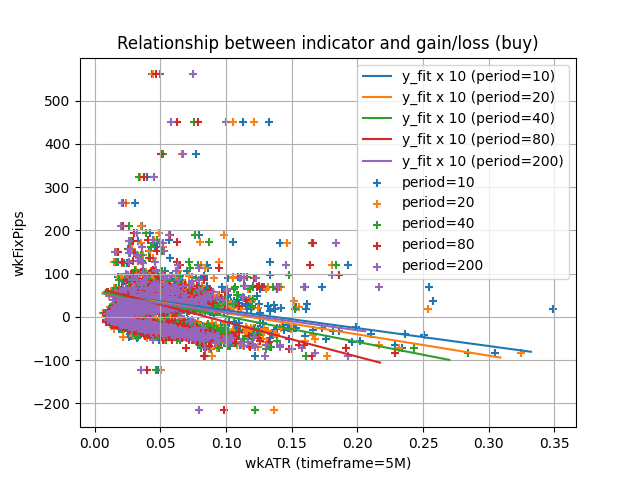 Relationship between indicator and gain/loss (buy)
y_fit x 10 (period=10)
y_fit x 10 (period=20)
y_fit x 10 (period=40)
y_fit x 10 (period=80)
y_fit x 10 (period=200)
period=10
period=20
period=40
period=80
period=200
wkFixPips
500
400
300
200
100
0
−100
−200
0.00 0.05 0.10 0.15 0.20 0.25 0.30 0.35
wkATR (timeframe=5M)